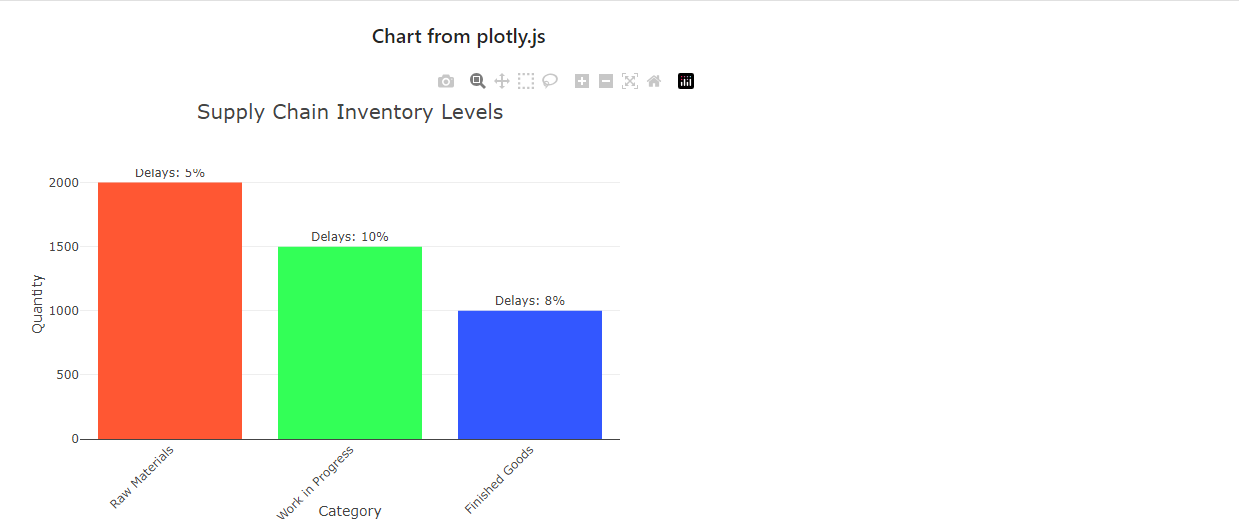 Chart from plotly.js
Supply Chain Inventory Levels
Delays: 5%
2000
Delays: 10%
1500
Delays: 8%
1000
500
0
Quantity
Raw Materials
Work in Progress
Finished Goods
Category